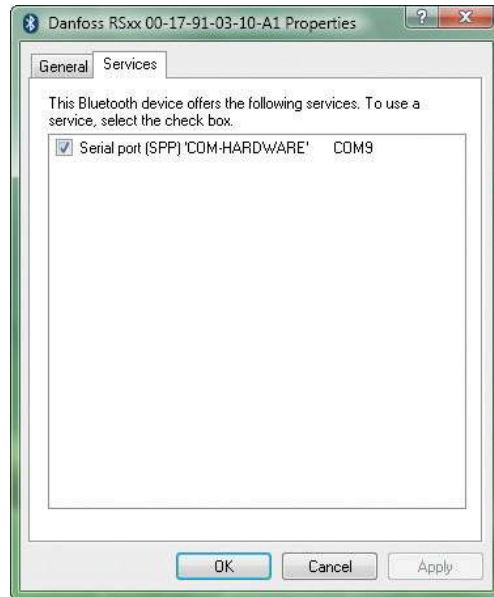 Danfoss RSxx 00-17-91-03-10-A1 Properties
General Services
This Bluetooth device offers the following services. To use a
service, select the check box.
Serial port (SPP) 'COM-HARDWARE' COM9
OK Cancel Apply